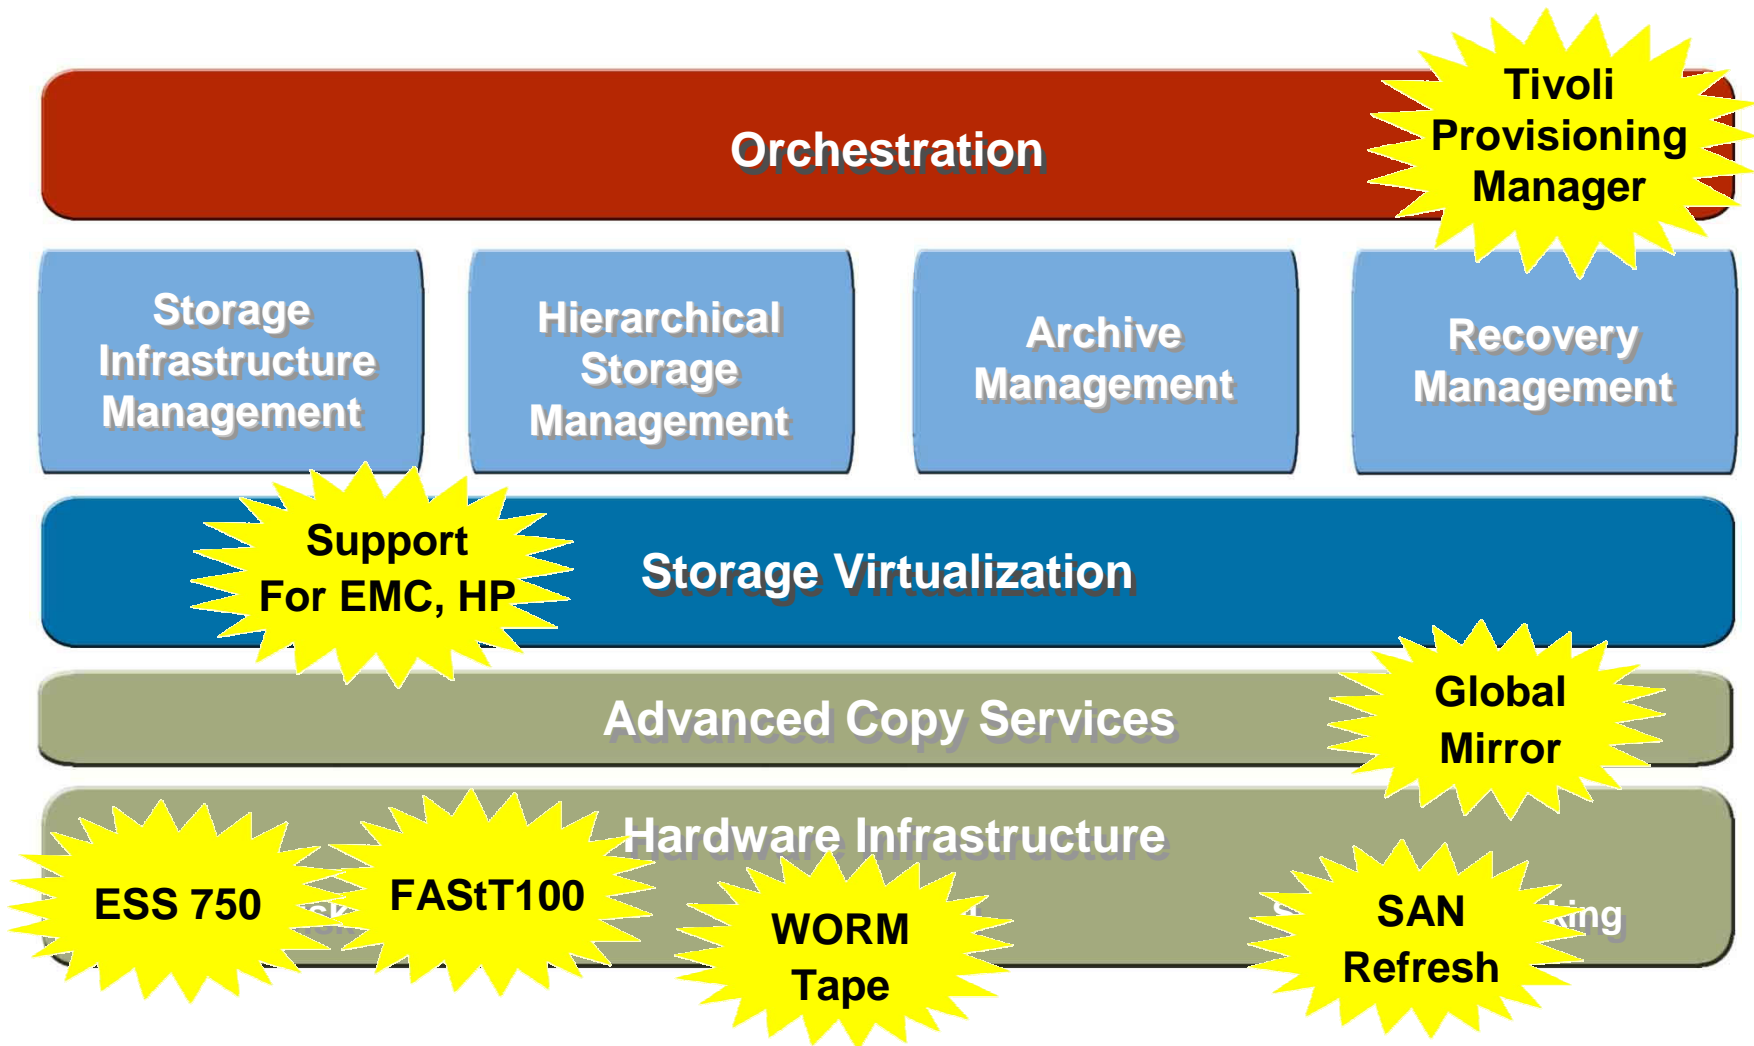 Orchestration
Tivoli
Provisioning
Manager
Storage
Infrastructure
Management
Hierarchical
Storage
Management
Archive
Management
Recovery
Management
Support
For EMC, HP
Storage Virtualization
Advanced Copy Services
Global
Mirror
Hardware Infrastructure
ESS 750
FAStT100
WORM
Tape
SAN
Refresh